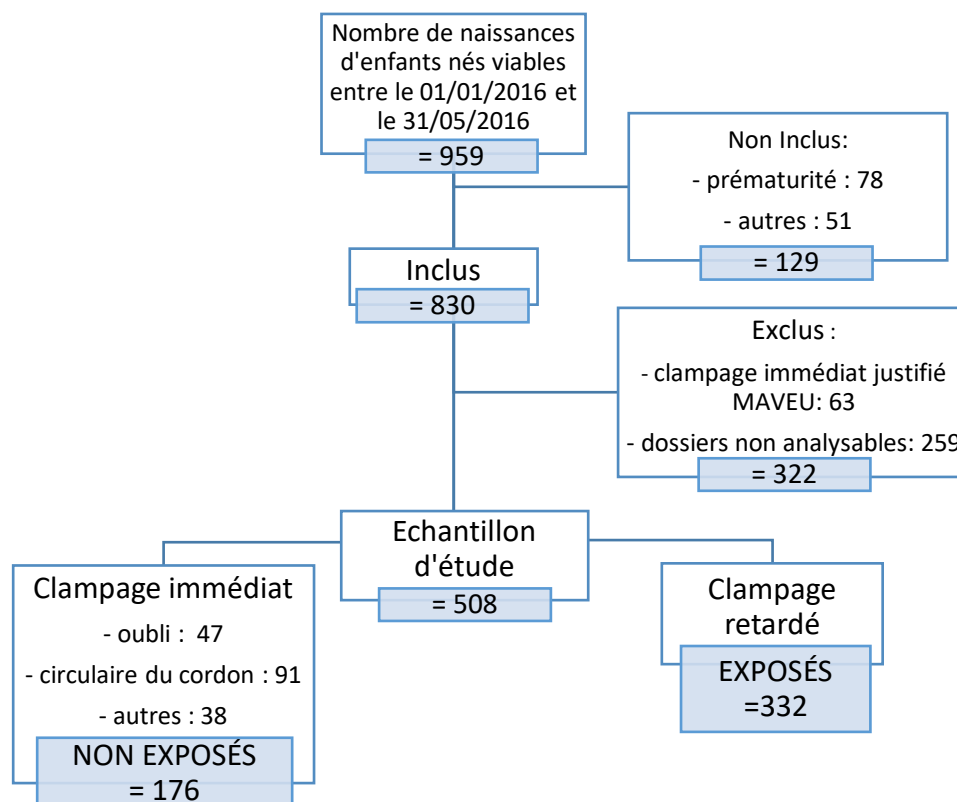 Nombre de naissances
d'enfants nés viables
entre le 01/01/2016 et
le 31/05/2016
= 959
Non Inclus:
- prématurité : 78
- autres : 51
= 129
Inclus
= 830
Exclus :
- clampage immédiat justifié
MAVEU: 63
- dossiers non analysables: 259
= 322
Echantillon
d'étude
= 508
Clampage immédiat
- oubli : 47
- circulaire du cordon : 91
- autres : 38
NON EXPOSÉS
= 176
Clampage
retardé
EXPOSÉS
=332